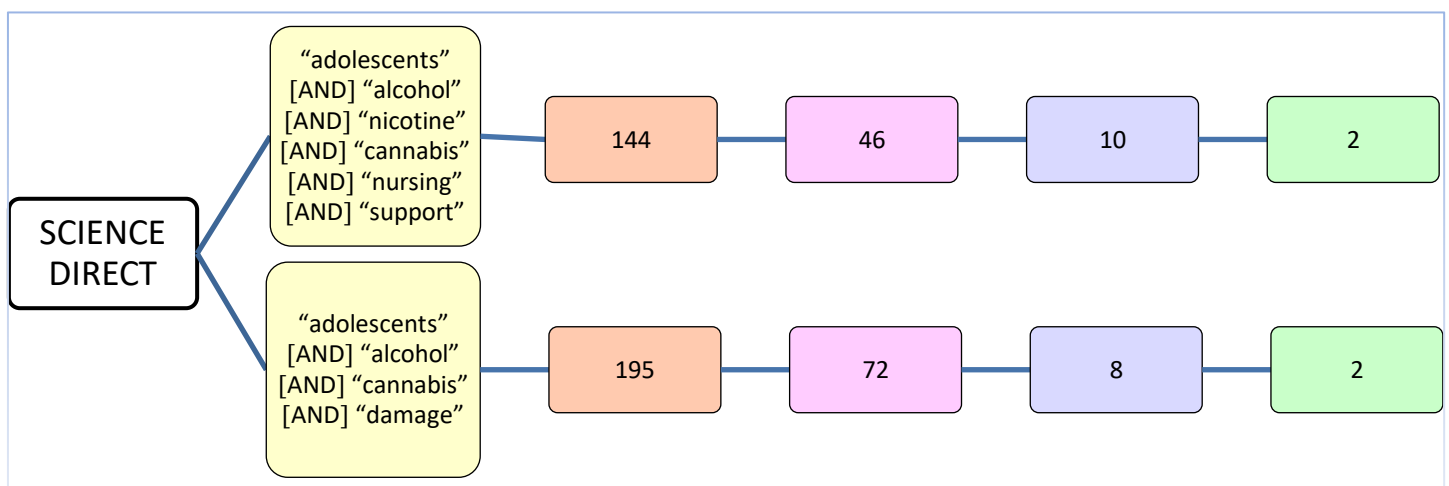 SCIENCE
DIRECT
“adolescents”
[AND] “alcohol”
[AND] “nicotine”
[AND] “cannabis”
[AND] “nursing”
[AND] “support”
144
46
10
2
“adolescents”
[AND] “alcohol”
[AND] “cannabis”
[AND] “damage”
195
72
8
2